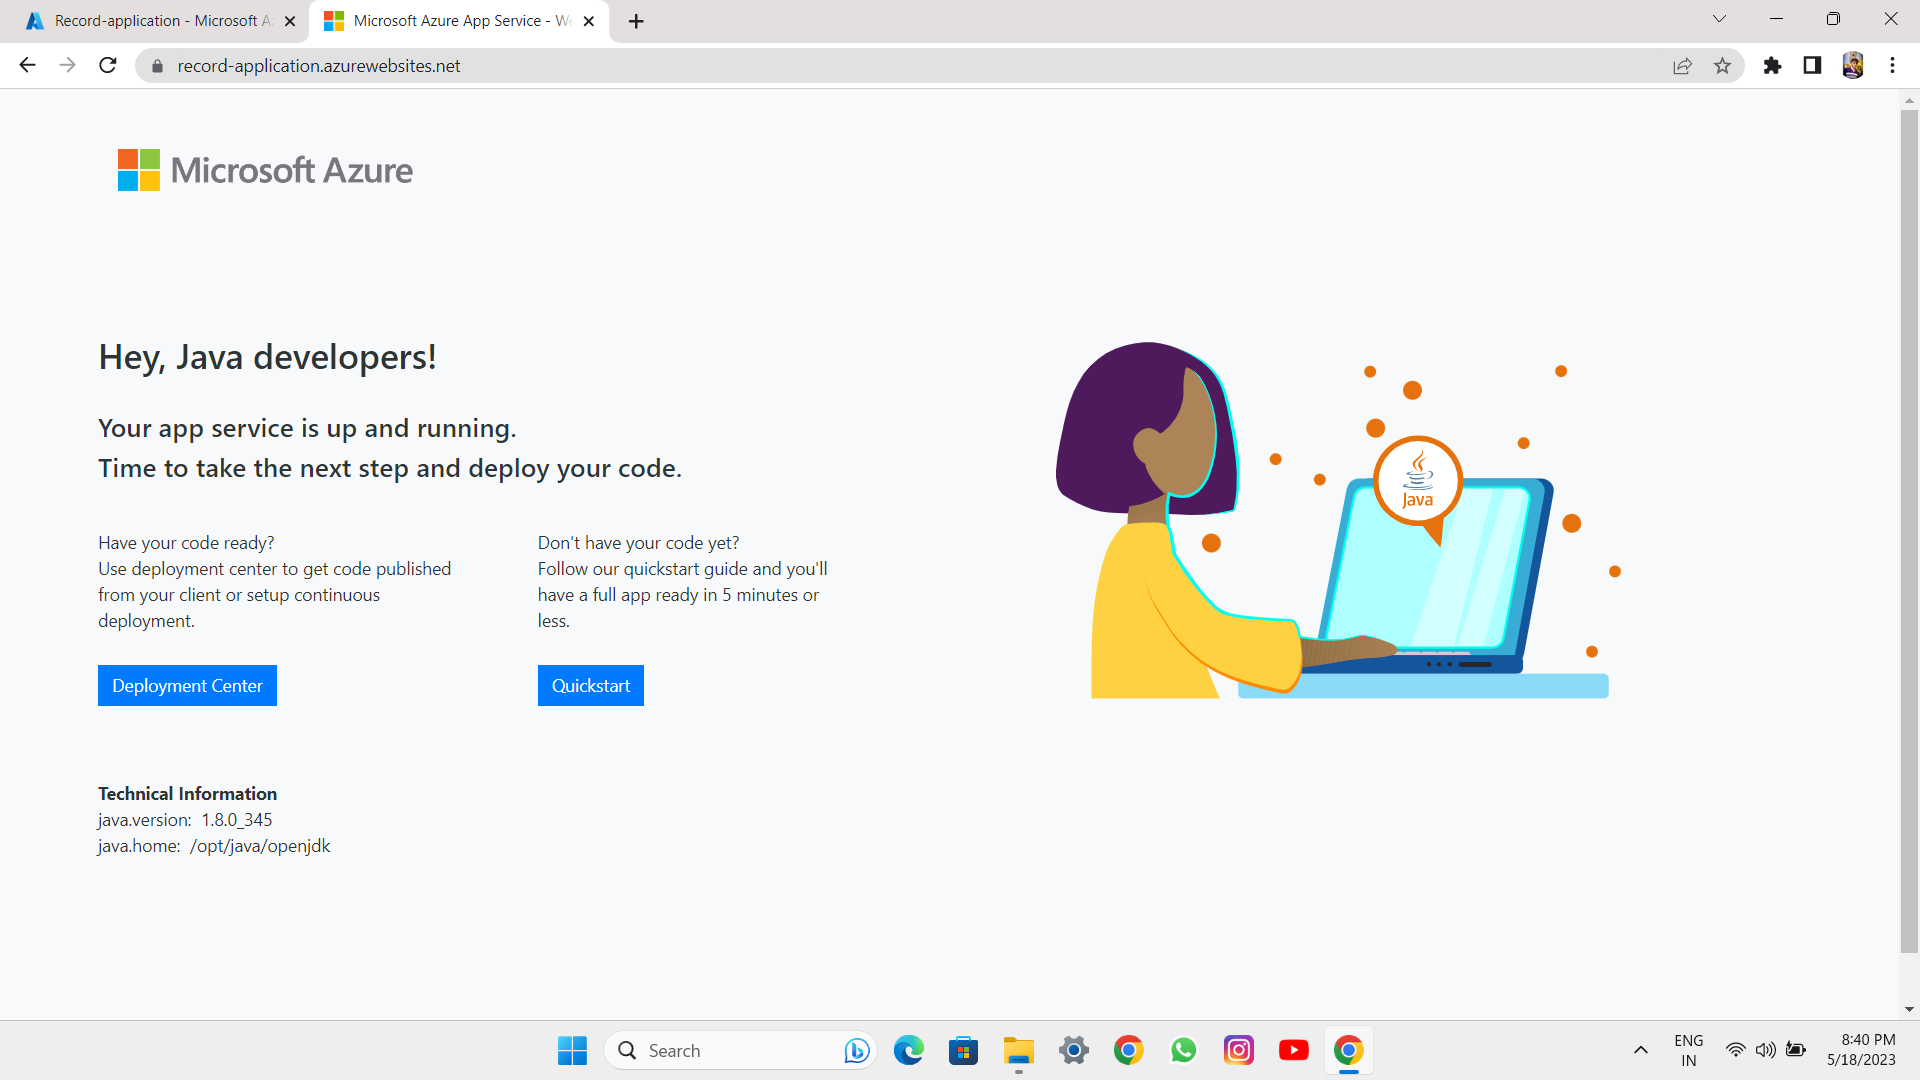 Record-application - Microsoft A
Microsoft Azure App Service - We
record-application.azurewebsites.net
Microsoft Azure
Hey, Java developers!
Your app service is up and running.
Time to take the next step and deploy your code.
Have your code ready?
Use deployment center to get code published
from your client or setup continuous
deployment.
Deployment Center
Don't have your code yet?
Follow our quickstart guide and you'll
have a full app ready in 5 minutes or
less.
Quickstart
Java
Technical Information
java.version: 1.8.0_345
java.home: /opt/java/openjdk
Search
ENG
IN
8:40 PM
5/18/2023